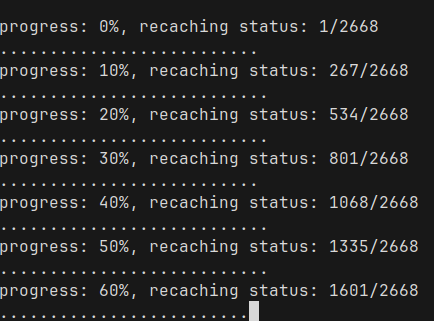 progress: 0%, recaching status: 1/2668
..........................
progress: 10%, recaching status: 267/2668
...........................
progress: 20%, recaching status: 534/2668
...........................
progress: 30%, recaching status: 801/2668
..........................
progress: 40%, recaching status: 1068/2668
...........................
progress: 50%, recaching status: 1335/2668
...........................
progress: 60%, recaching status: 1601/2668
..........................